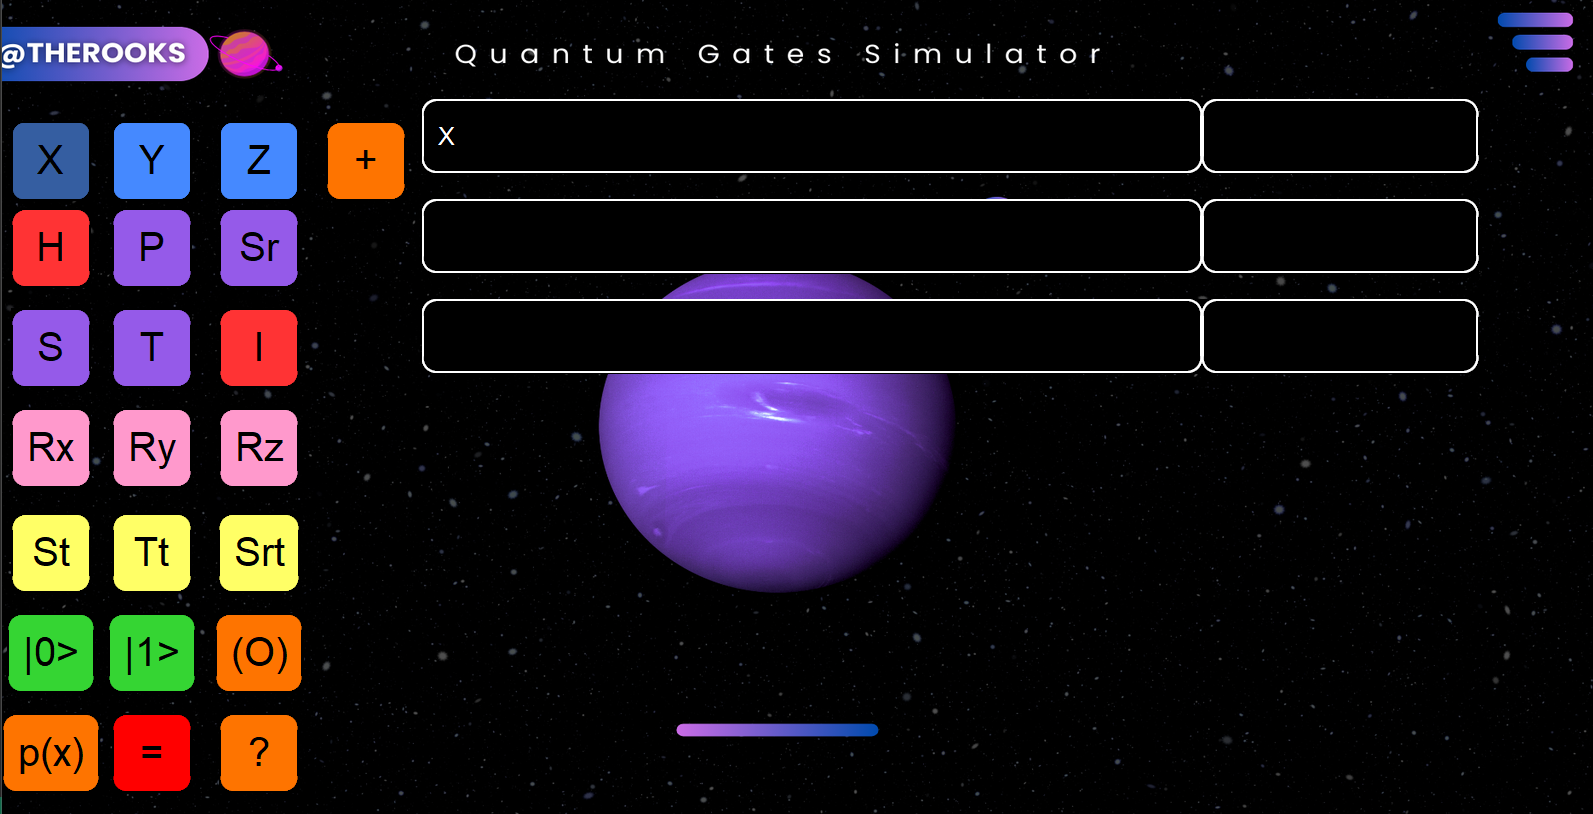 @THEROOKS
Quantum Gates Simulator
X Y Z +
X
H P Sr
S T I
Rx Ry Rz
St Tt Srt
|0> |1> (O)
p(x) = ?